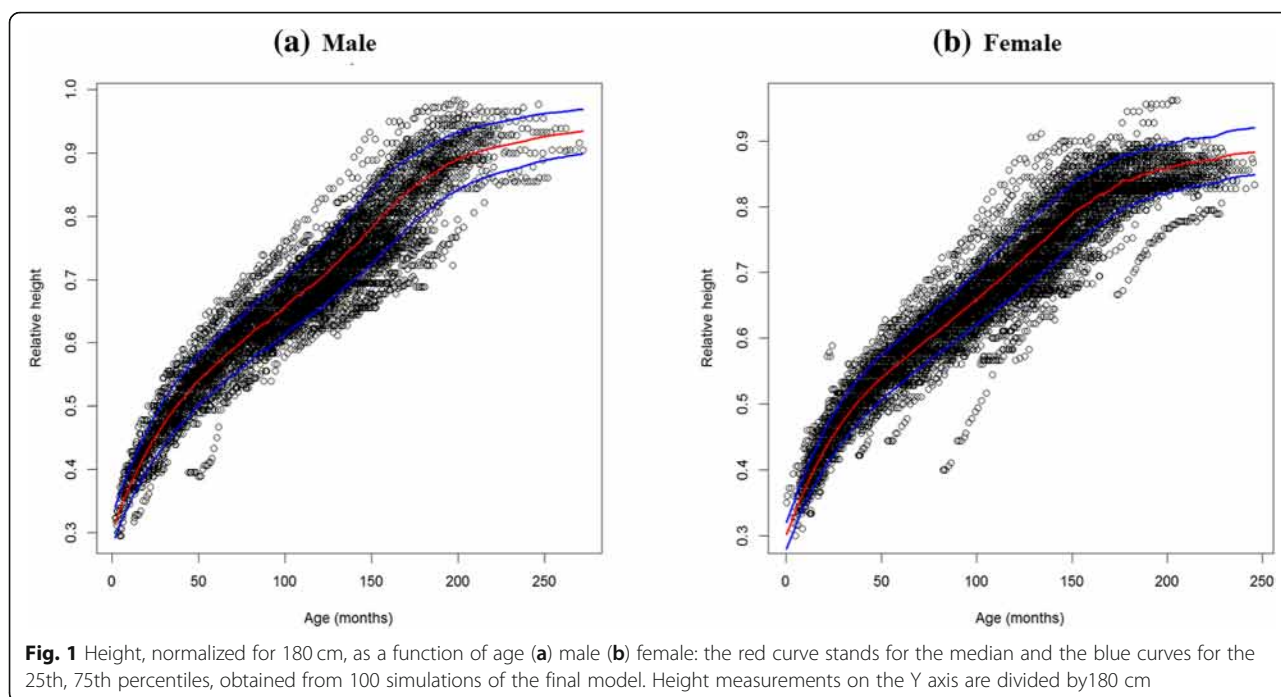 (a) Male
(b) Female
Relative height
1.0
0.9
0.8
0.7
0.6
0.5
0.4
0.3
0 50 100 150 200 250
Age (months)
Relative height
0.9
0.8
0.7
0.6
0.5
0.4
0.3
0 50 100 150 200 250
Age (months)
Fig. 1 Height, normalized for 180 cm, as a function of age (a) male (b) female: the red curve stands for the median and the blue curves for the
25th, 75th percentiles, obtained from 100 simulations of the final model. Height measurements on the Y axis are divided by180 cm